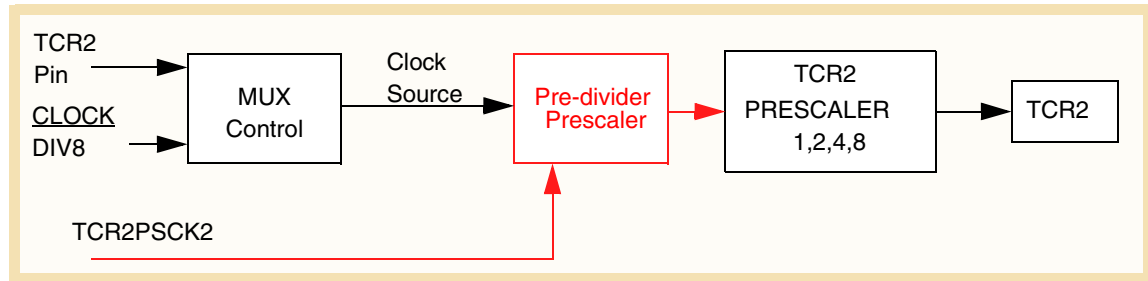 TCR2
Pin
CLOCK
DIV8
MUX
Control
Clock
Source
Pre-divider
Prescaler
TCR2
PRESCALER
1,2,4,8
TCR2
TCR2PSCK2